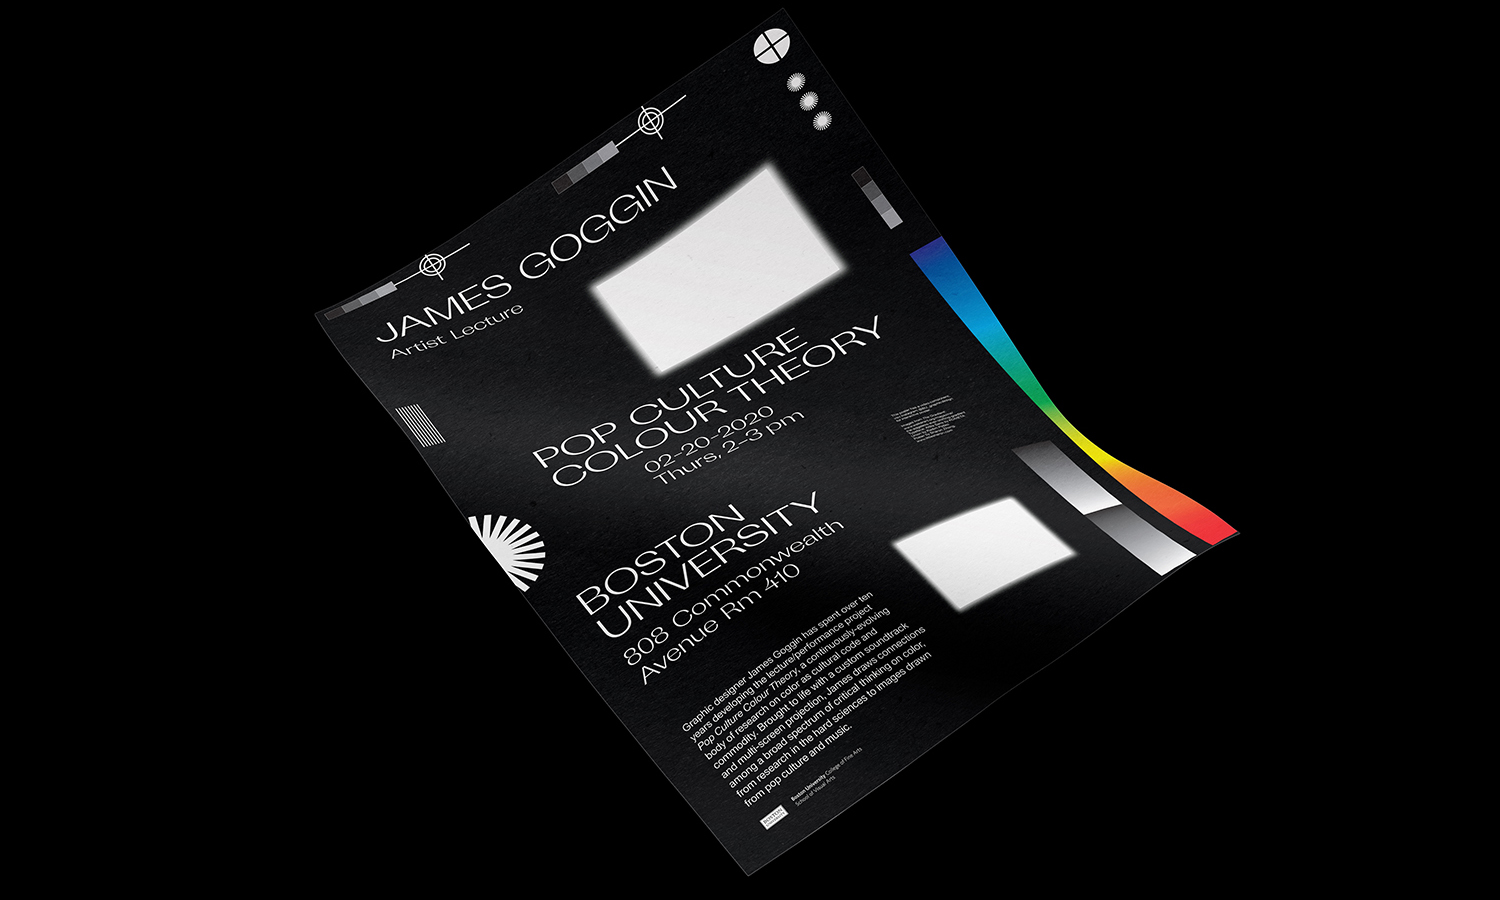 JAMES GOGGIN
Artist Lecture
POP CULTURE
COLOUR THEORY
02-20-2020
Thurs, 2–3 pm
BOSTON
UNIVERSITY
808 Commonwealth
Avenue Rm 410
Graphic designer James Goggin has spent over ten
years developing the lecture/performance project
Pop Culture Colour Theory, a continuously-evolving
body of research on color as cultural code and
commodity. Brought to life with a custom soundtrack
and multi-screen projection, James draws connections
among a broad spectrum of critical thinking on color,
from research in the hard sciences to images drawn
from pop culture and music.
BOSTON
UNIVERSITY
Boston University College of Fine Arts
School of Visual Arts